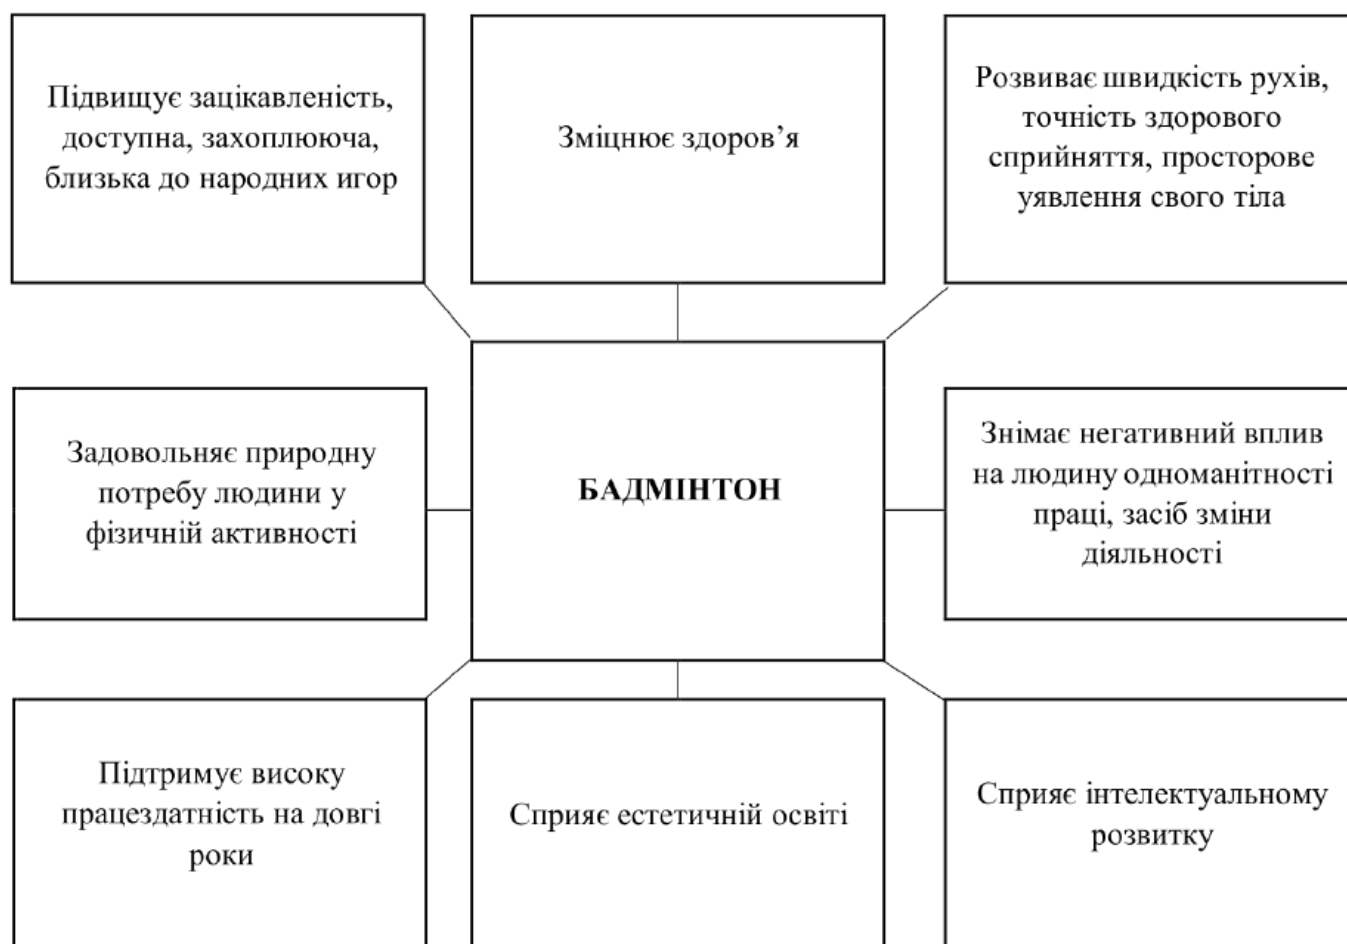 Підвищує зацікавленість,
доступна, захоплююча,
близька до народних игор
Зміцнює здоров’я
Розвиває швидкість рухів,
точність здорового
сприйняття, просторове
уявлення свого тіла
Задовольняє природну
потребу людини у
фізичній активності
БАДМІНТОН
Знімає негативний вплив
на людину одноманітності
праці, засіб зміни
діяльності
Підтримує високу
працездатність на довгі
роки
Сприяє естетичній освіті
Сприяє інтелектуальному
розвитку